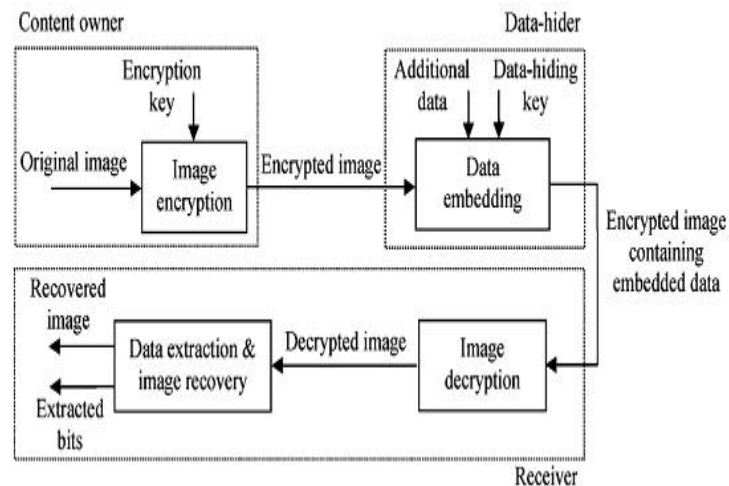 Content owner
Data-hider
Encryption
key
Additional
data
Data-hiding
key
Original image
Image
encryption
Encrypted image
Data
embedding
Encrypted image
containing
embedded data
Recovered
image
Data extraction &
image recovery
Decrypted image
Image
decryption
Extracted
bits
Receiver